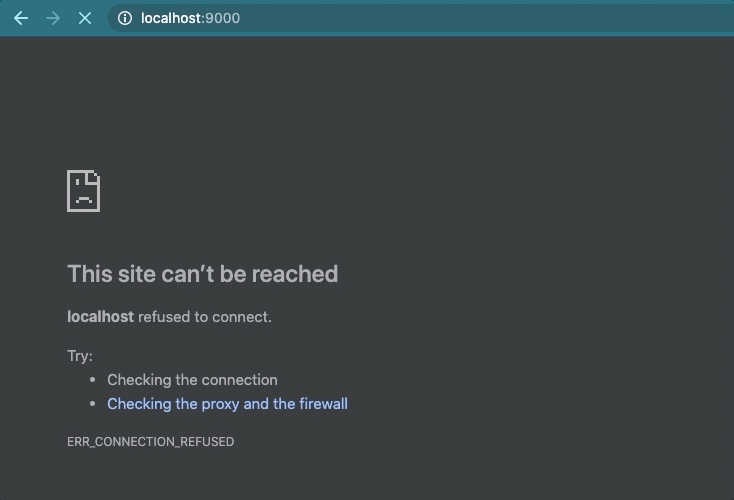 localhost:9000
This site can’t be reached
localhost refused to connect.
Try:
• Checking the connection
• Checking the proxy and the firewall
ERR_CONNECTION_REFUSED